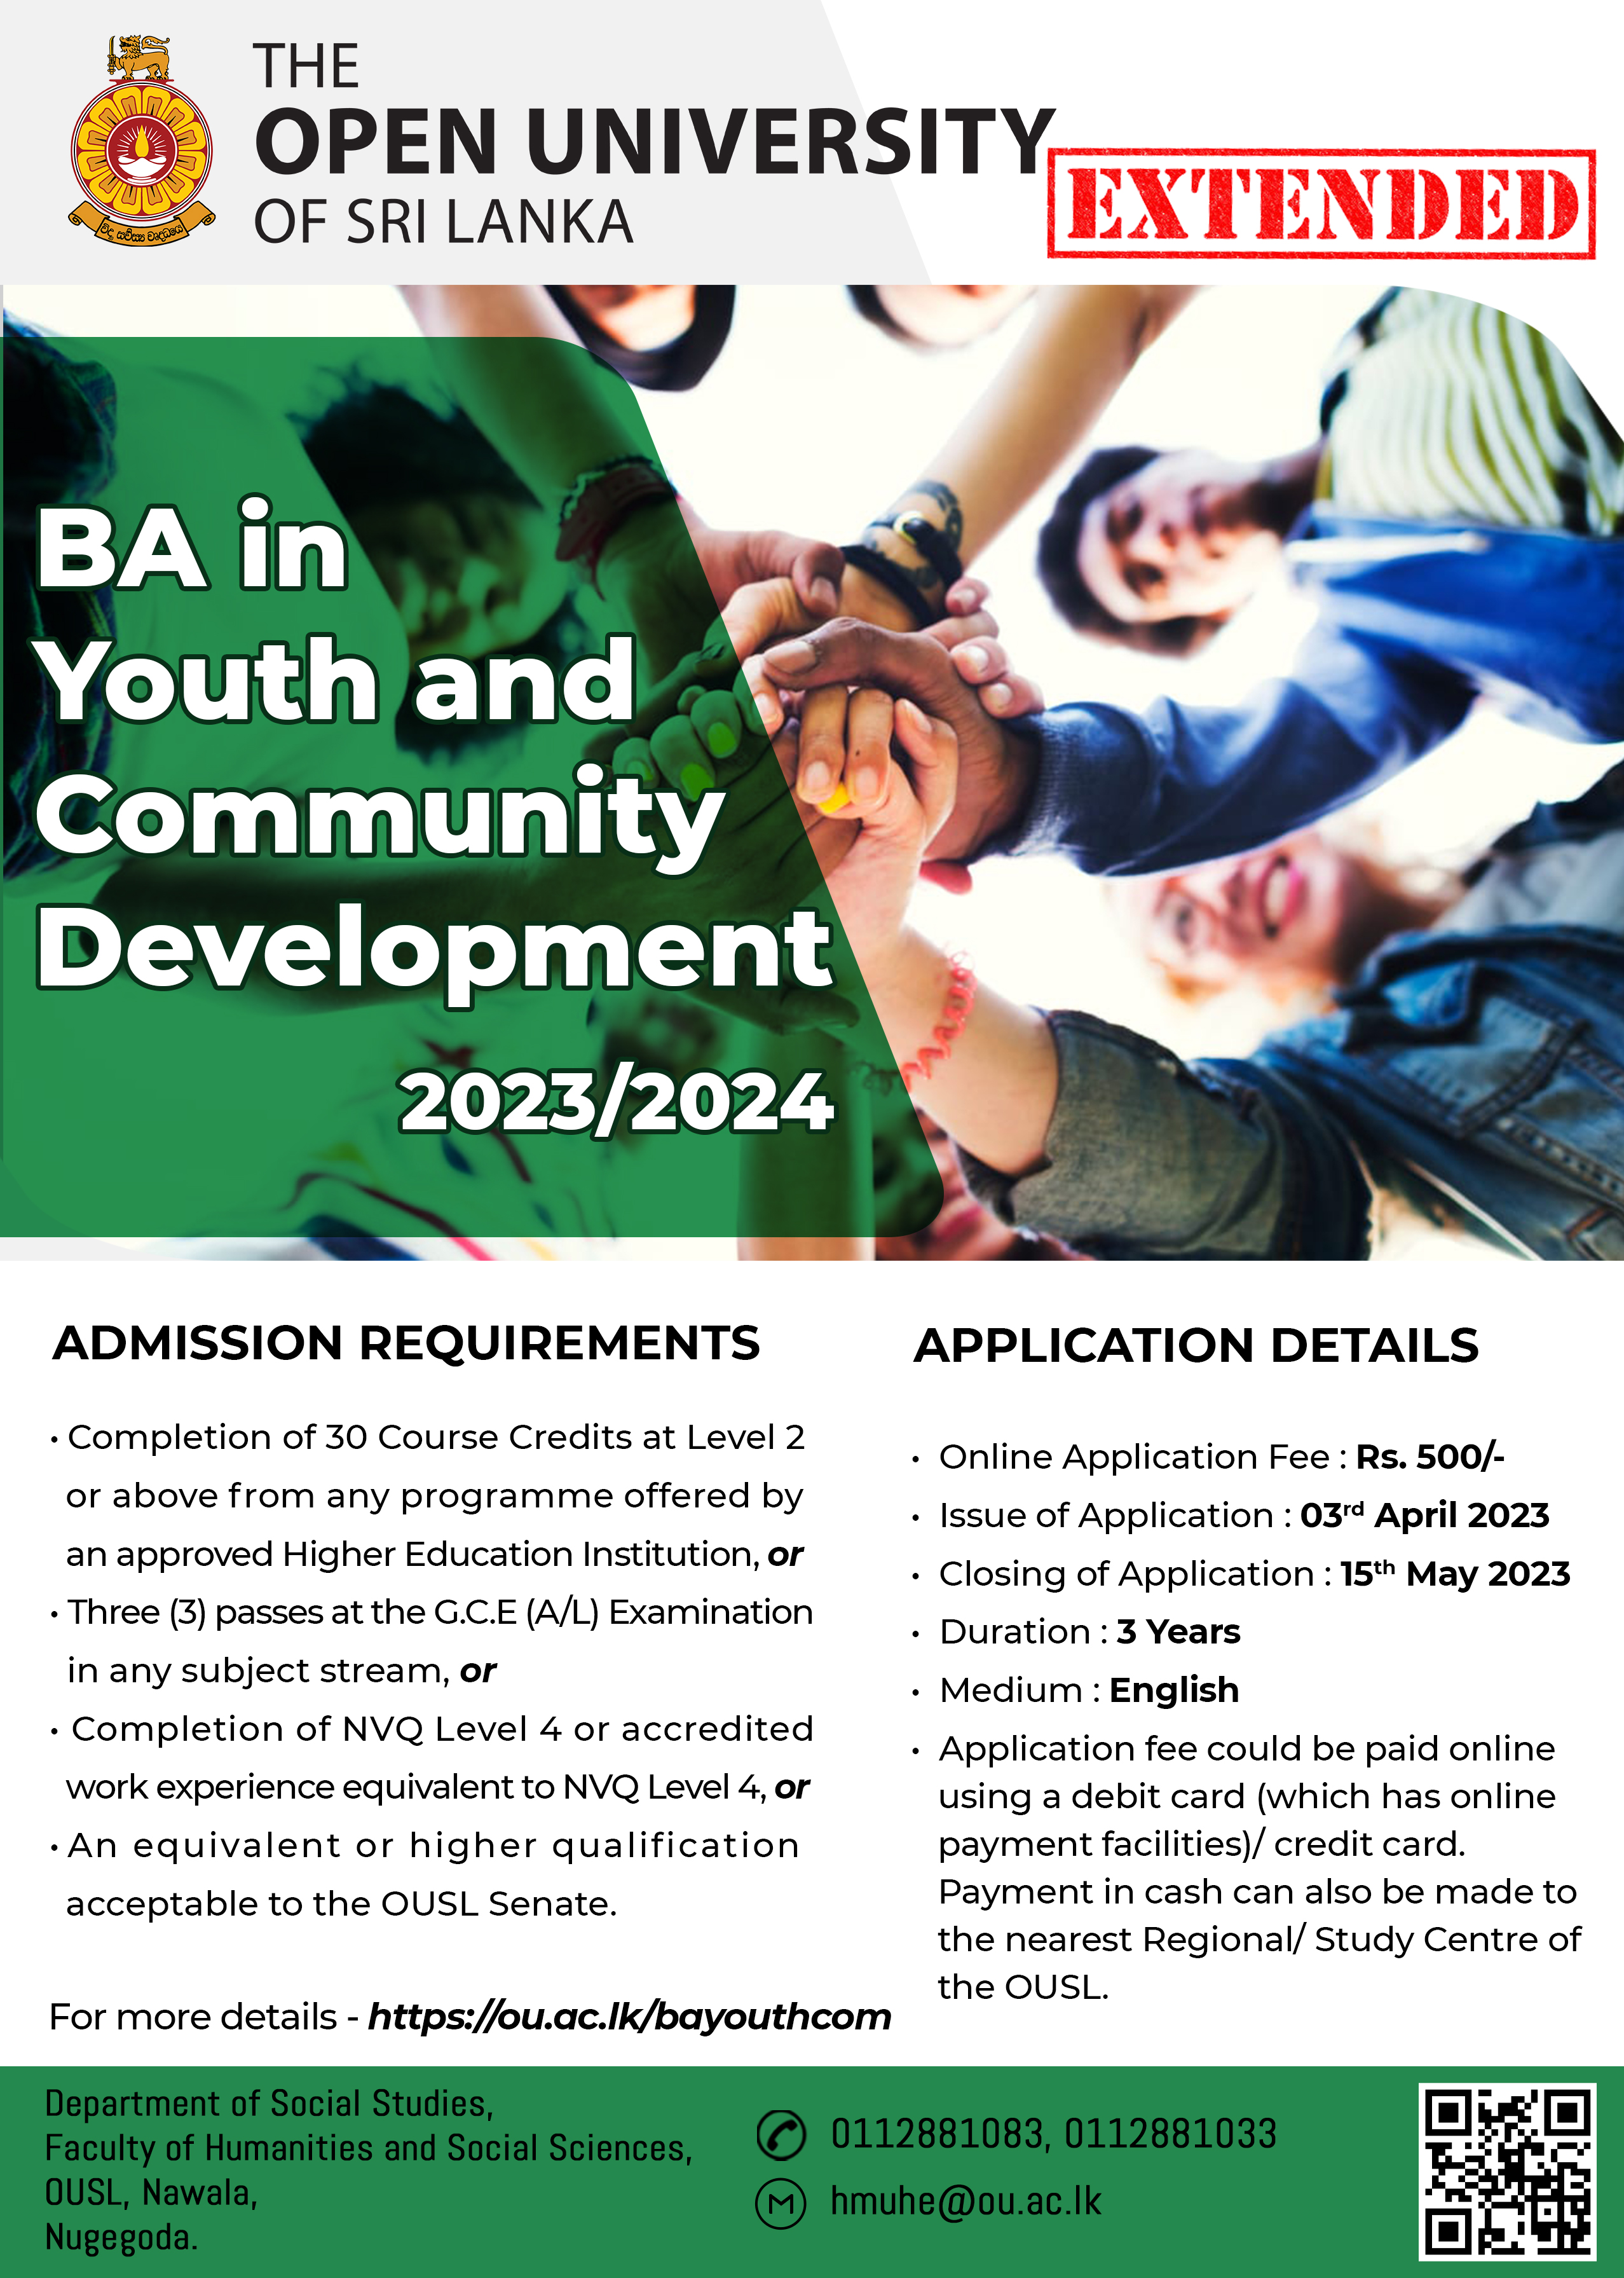 THE
OPEN UNIVERSITY
OF SRI LANKA
EXTENDED
BA in
Youth and
Community
Development
2023/2024
ADMISSION REQUIREMENTS
• Completion of 30 Course Credits at Level 2
or above from any programme offered by
an approved Higher Education Institution, or
• Three (3) passes at the G.C.E (A/L) Examination
in any subject stream, or
• Completion of NVQ Level 4 or accredited
work experience equivalent to NVQ Level 4, or
• An equivalent or higher qualification
acceptable to the OUSL Senate.
For more details - https://ou.ac.lk/bayouthcom
APPLICATION DETAILS
• Online Application Fee : Rs. 500/-
• Issue of Application : 03rd April 2023
• Closing of Application : 15th May 2023
• Duration : 3 Years
• Medium : English
• Application fee could be paid online
using a debit card (which has online
payment facilities)/ credit card.
Payment in cash can also be made to
the nearest Regional/ Study Centre of
the OUSL.
Department of Social Studies,
Faculty of Humanities and Social Sciences,
OUSL, Nawala,
Nugegoda.
0112881083, 0112881033
hmuhe@ou.ac.lk